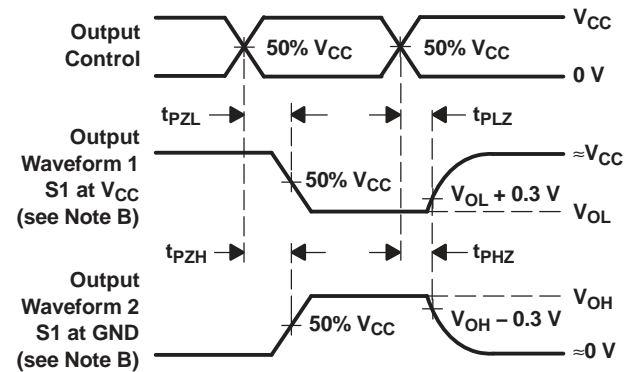 Output
Control
50% VCC
50% VCC
VCC
0 V
tPZL
tPLZ
Output
Waveform 1
S1 at VCC
(see Note B)
50% VCC
≈VCC
VOL + 0.3 V
VOL
tPZH
tPHZ
Output
Waveform 2
S1 at GND
(see Note B)
50% VCC
VOH
VOH − 0.3 V
≈0 V